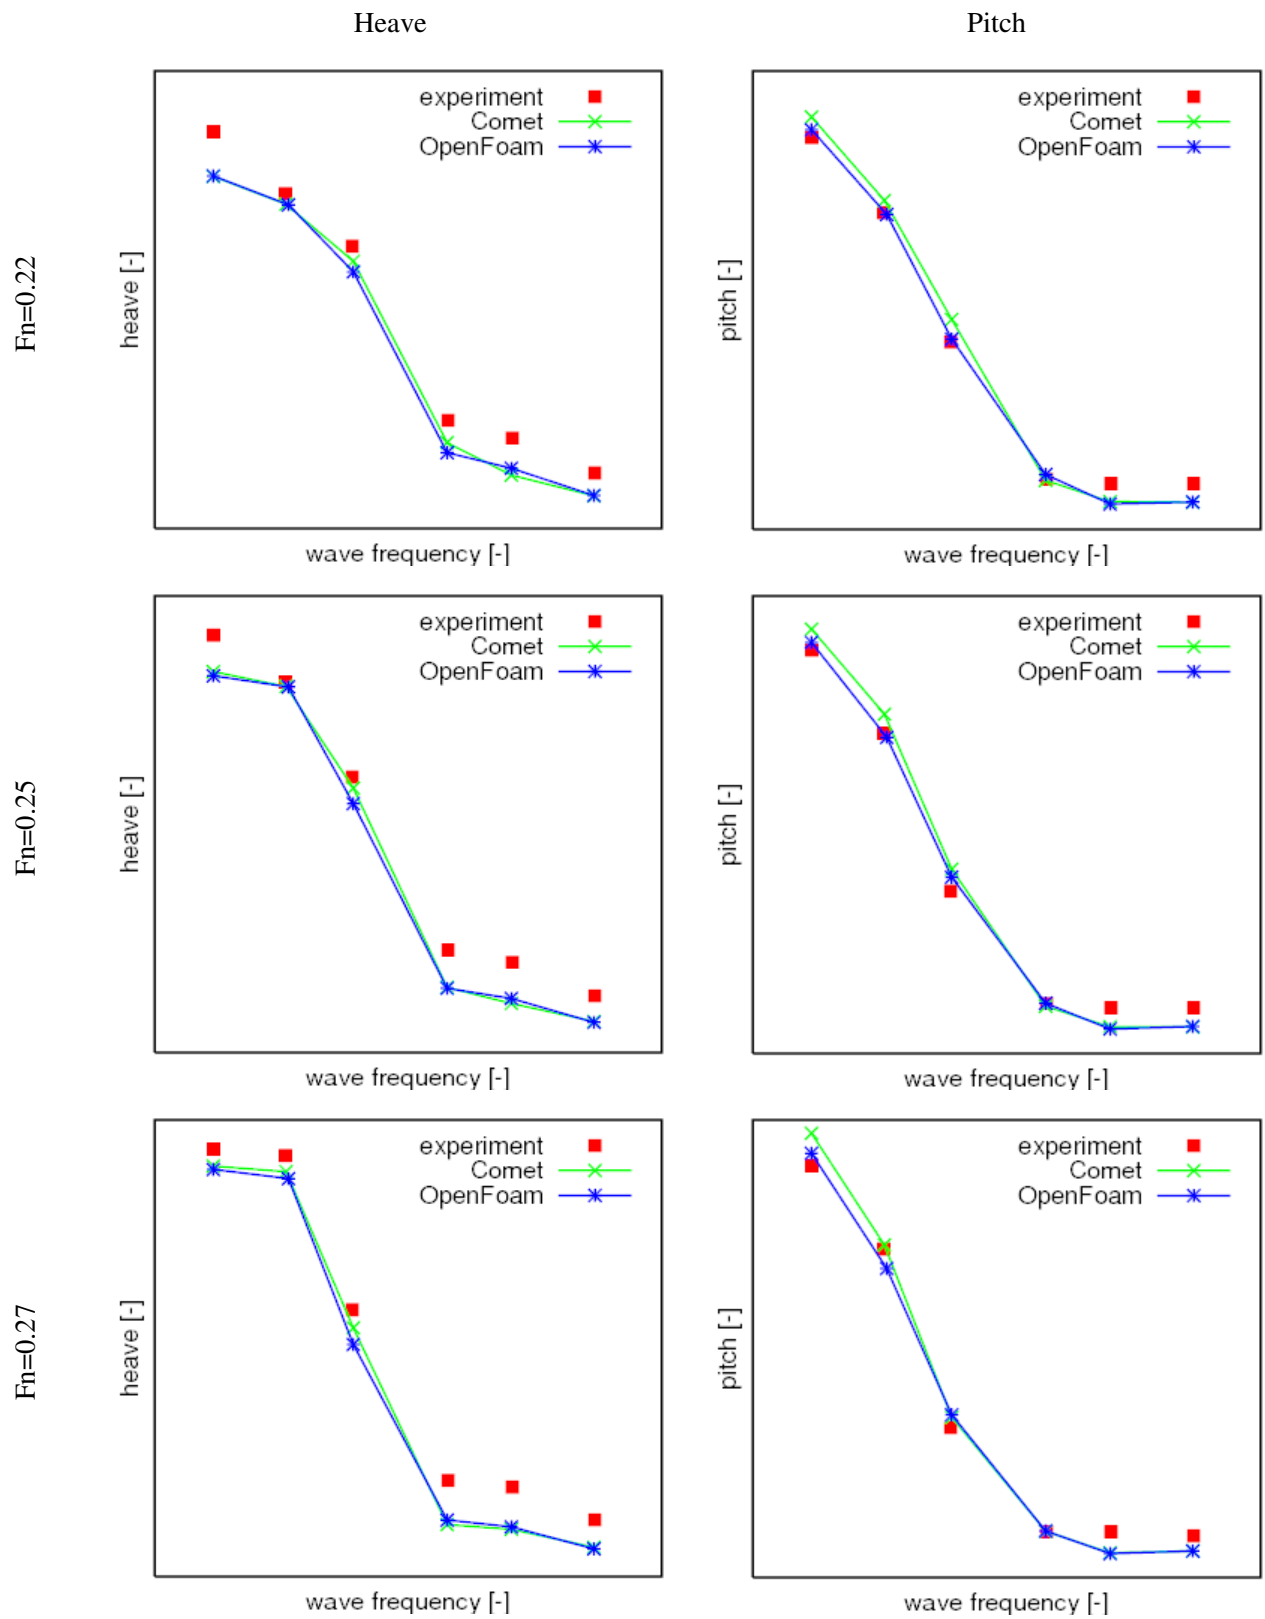 Heave
Pitch
Fn=0.22
heave [-]
experiment
Comet
OpenFoam
wave frequency [-]
pitch [-]
experiment
Comet
OpenFoam
wave frequency [-]
Fn=0.25
heave [-]
experiment
Comet
OpenFoam
wave frequency [-]
pitch [-]
experiment
Comet
OpenFoam
wave frequency [-]
Fn=0.27
heave [-]
experiment
Comet
OpenFoam
wave frequency [-]
pitch [-]
experiment
Comet
OpenFoam
wave frequency [-]